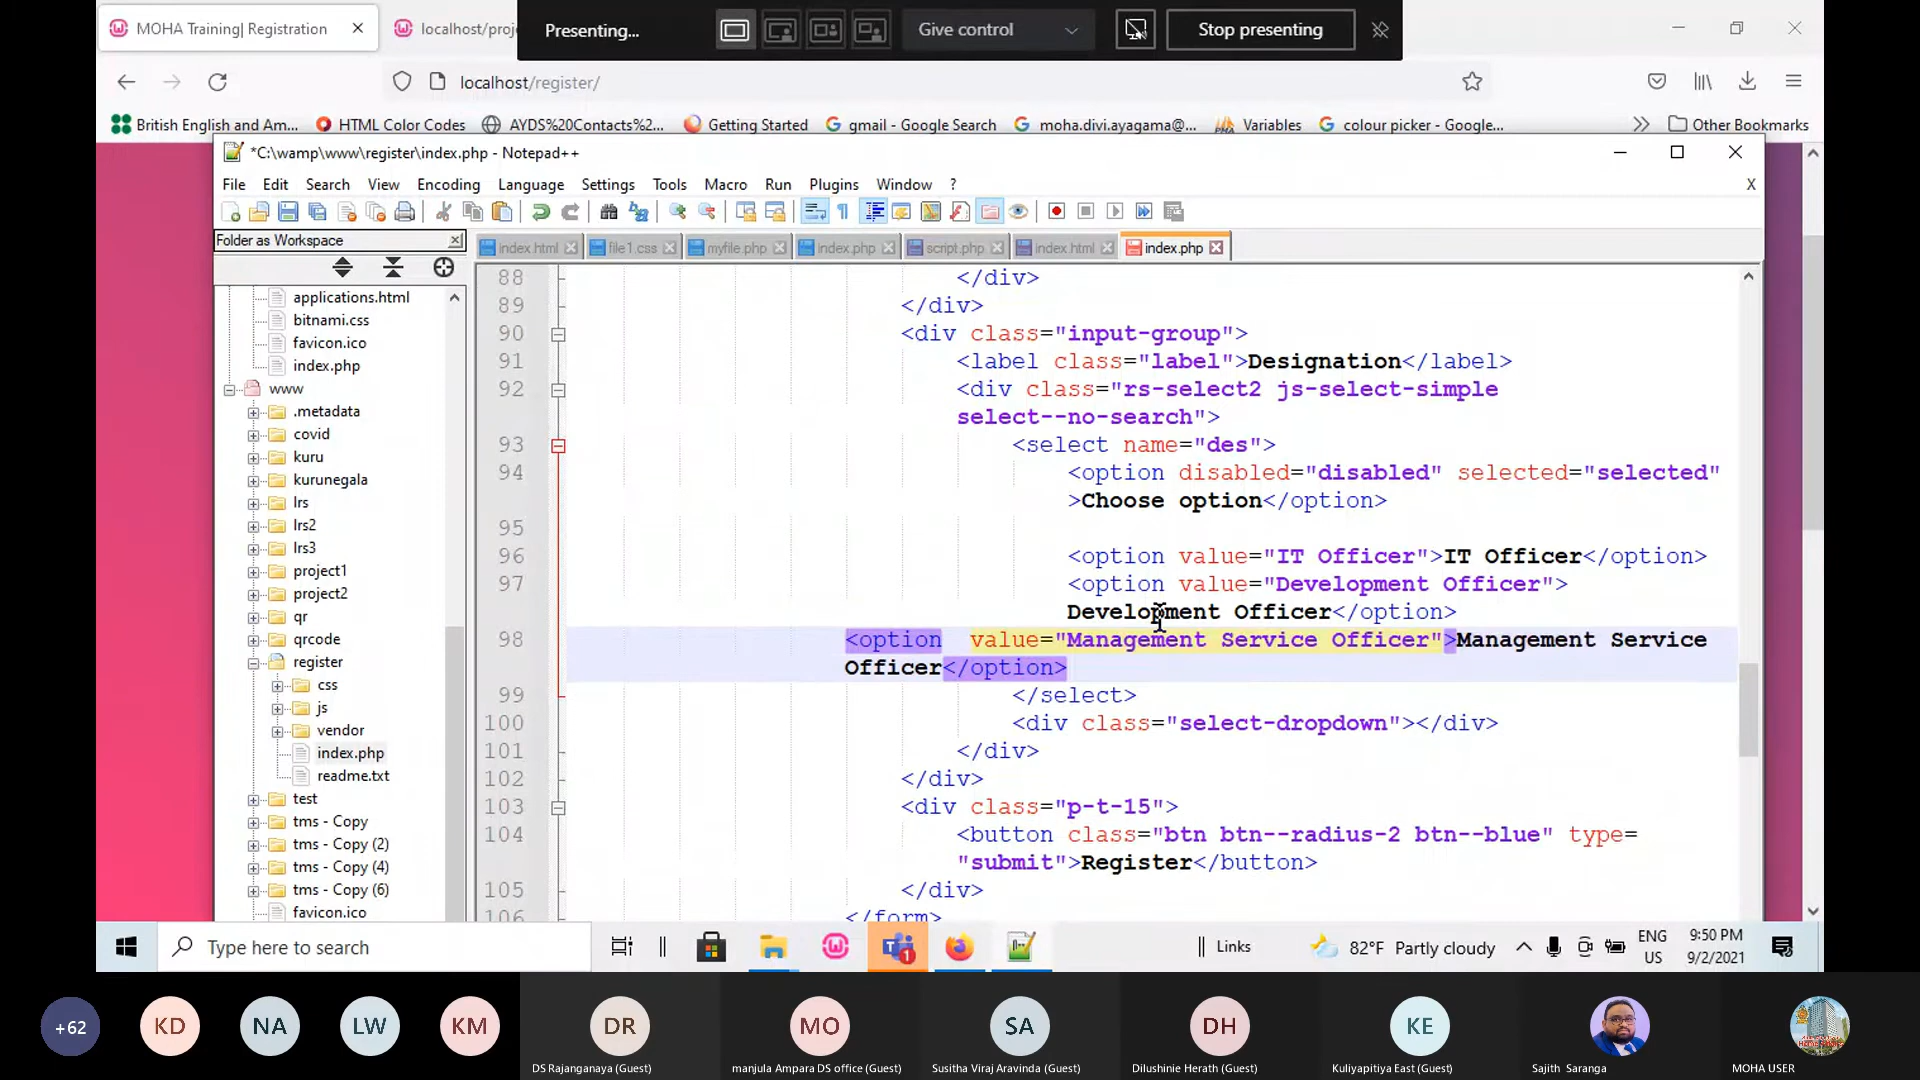 MOHA Training| Registration
localhost/proj
Presenting...
Give control
Stop presenting
localhost/register/
British English and Am...
HTML Color Codes
AYDS%20Contacts%2...
Getting Started
gmail - Google Search
moha.divi.ayagama@...
Variables
colour picker - Google...
Other Bookmarks
*C:\wamp\www\register\index.php - Notepad++
File Edit Search View Encoding Language Settings Tools Macro Run Plugins Window ?
X
Folder as Workspace
index.html
file1.css
myfile.php
index.php
script.php
index.html
index.php
applications.html
bitnami.css
favicon.ico
index.php
www
.metadata
covid
kuru
kurunegala
lrs
lrs2
lrs3
project1
project2
qr
qrcode
register
css
js
vendor
index.php
readme.txt
test
tms - Copy
tms - Copy (2)
tms - Copy (4)
tms - Copy (6)
favicon.ico
88 </div>
89 </div>
90 <div class="input-group">
91 <label class="label">Designation</label>
92 <div class="rs-select2 js-select-simple
select--no-search">
93 <select name="des">
94 <option disabled="disabled" selected="selected"
>Choose option</option>
95
96 <option value="IT Officer">IT Officer</option>
97 <option value="Development Officer">
Development Officer</option>
98 <option value="Management Service Officer">Management Service
Officer</option>
99 </select>
100 <div class="select-dropdown"></div>
101 </div>
102 </div>
103 <div class="p-t-15">
104 <button class="btn btn--radius-2 btn--blue" type=
"submit">Register</button>
105 </div>
106 </form>
Type here to search
1
Links
82°F Partly cloudy
ENG
US
9:50 PM
9/2/2021
+62
KD
NA
LW
KM
DR
MO
SA
DH
KE
DS Rajanganaya (Guest)
manjula Ampara DS office (Guest)
Susitha Viraj Aravinda (Guest)
Dilushinie Herath (Guest)
Kuliyapitiya East (Guest)
Sajith Saranga
MOHA USER